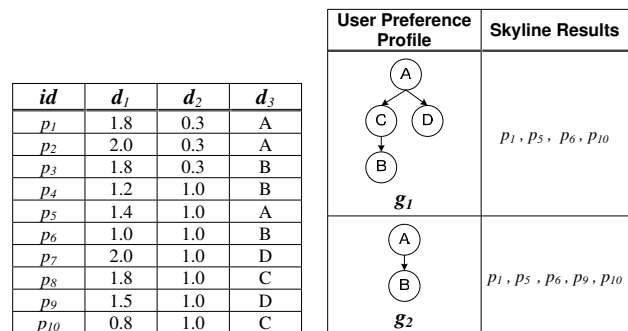 id d1 d2 d3
p1 1.8 0.3 A
p2 2.0 0.3 A
p3 1.8 0.3 B
p4 1.2 1.0 B
p5 1.4 1.0 A
p6 1.0 1.0 B
p7 2.0 1.0 D
p8 1.8 1.0 C
p9 1.5 1.0 D
p10 0.8 1.0 C
User Preference
Profile
Skyline Results
A
C D
B
g1
p1 , p5 , p6 , p10
A
B
g2
p1 , p5 , p6 , p9 , p10